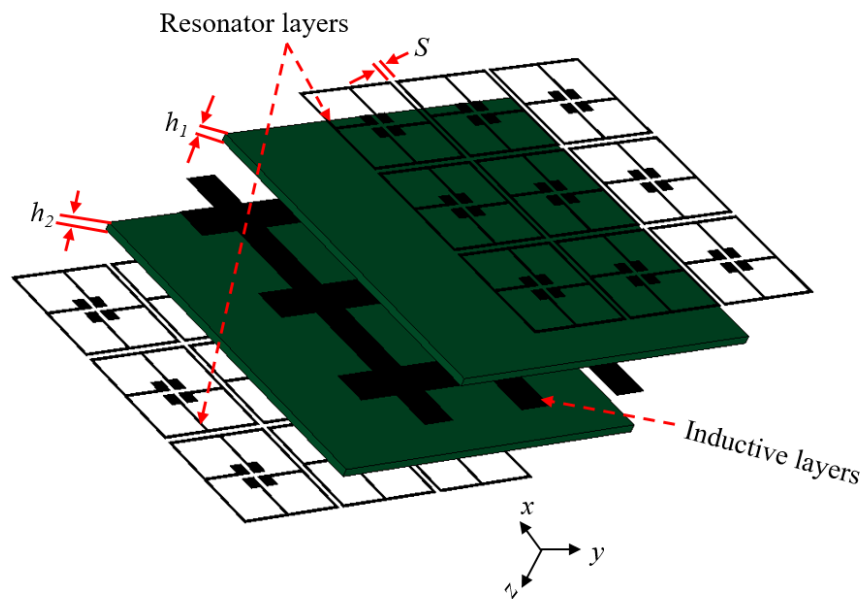 Resonator layers
S
h1
h2
Inductive layers
x
y
z